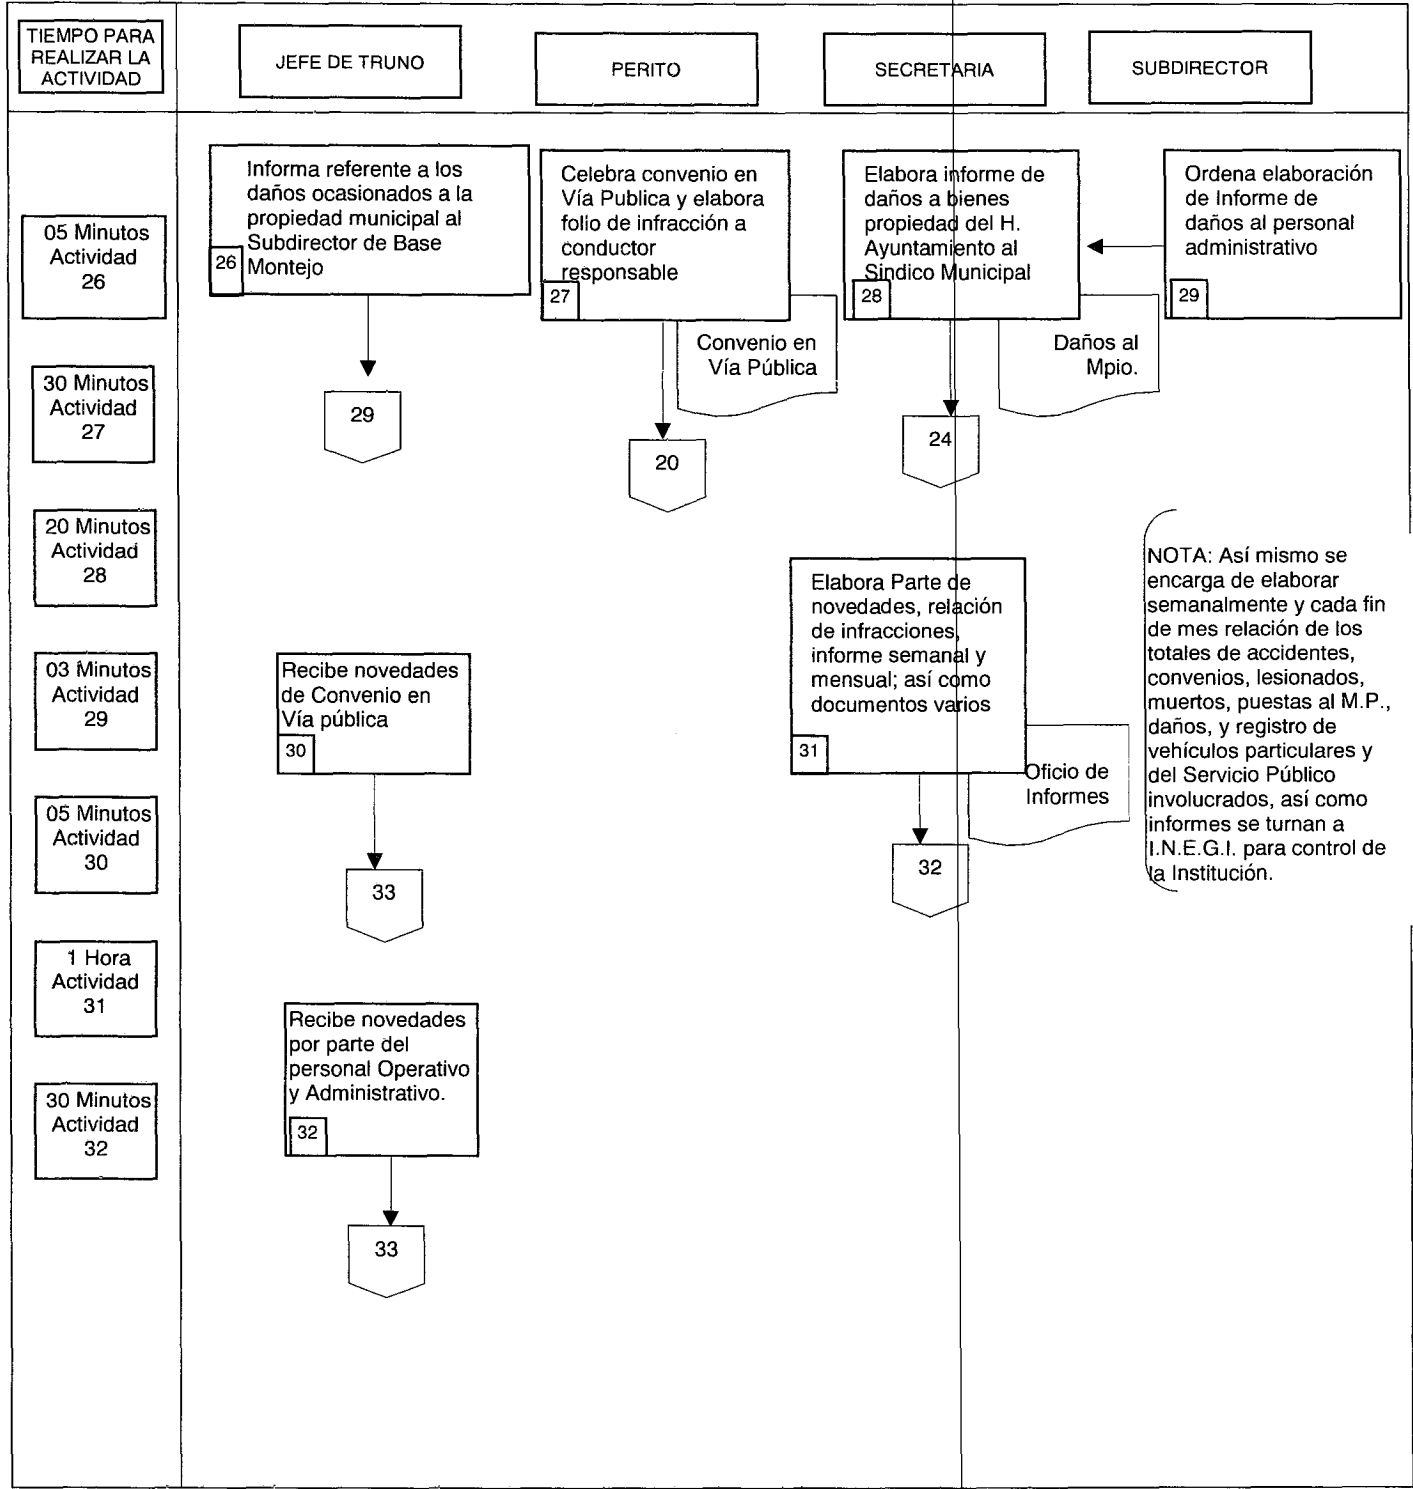 TIEMPO PARA
REALIZAR LA
ACTIVIDAD
JEFE DE TRUNO
PERITO
SECRETARIA
SUBDIRECTOR
05 Minutos
Actividad
26
30 Minutos
Actividad
27
20 Minutos
Actividad
28
03 Minutos
Actividad
29
05 Minutos
Actividad
30
1 Hora
Actividad
31
30 Minutos
Actividad
32
Informa referente a los
daños ocasionados a la
propiedad municipal al
Subdirector de Base
Montejo
26
29
Celebra convenio en
Vía Publica y elabora
folio de infracción a
conductor
responsable
27
Convenio en
Vía Pública
20
Elabora informe de
daños a bienes
propiedad del H.
Ayuntamiento al
Sindico Municipal
28
Daños al
Mpio.
24
Ordena elaboración
de Informe de
daños al personal
administrativo
29
Recibe novedades
de Convenio en
Vía pública
30
33
Elabora Parte de
novedades, relación
de infracciones,
informe semanal y
mensual; así como
documentos varios
31
Oficio de
Informes
32
NOTA: Así mismo se
encarga de elaborar
semanalmente y cada fin
de mes relación de los
totales de accidentes,
convenios, lesionados,
muertos, puestas al M.P.,
daños, y registro de
vehículos particulares y
del Servicio Público
involucrados, así como
informes se turnan a
I.N.E.G.I. para control de
la Institución.
Recibe novedades
por parte del
personal Operativo
y Administrativo.
32
33